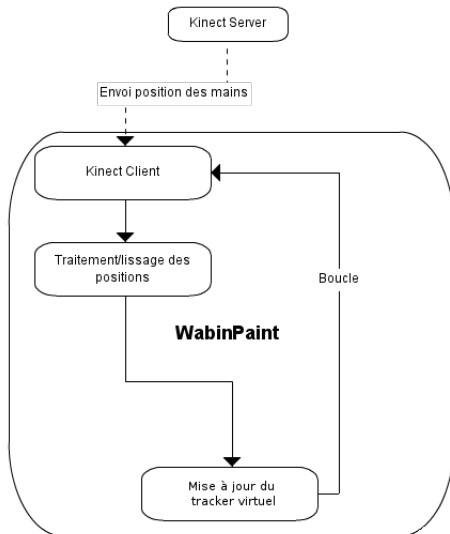 Kinect Server
Envoi position des mains
Kinect Client
Traitement/lissage des
positions
Boucle
WabinPaint
Mise à jour du
tracker virtuel